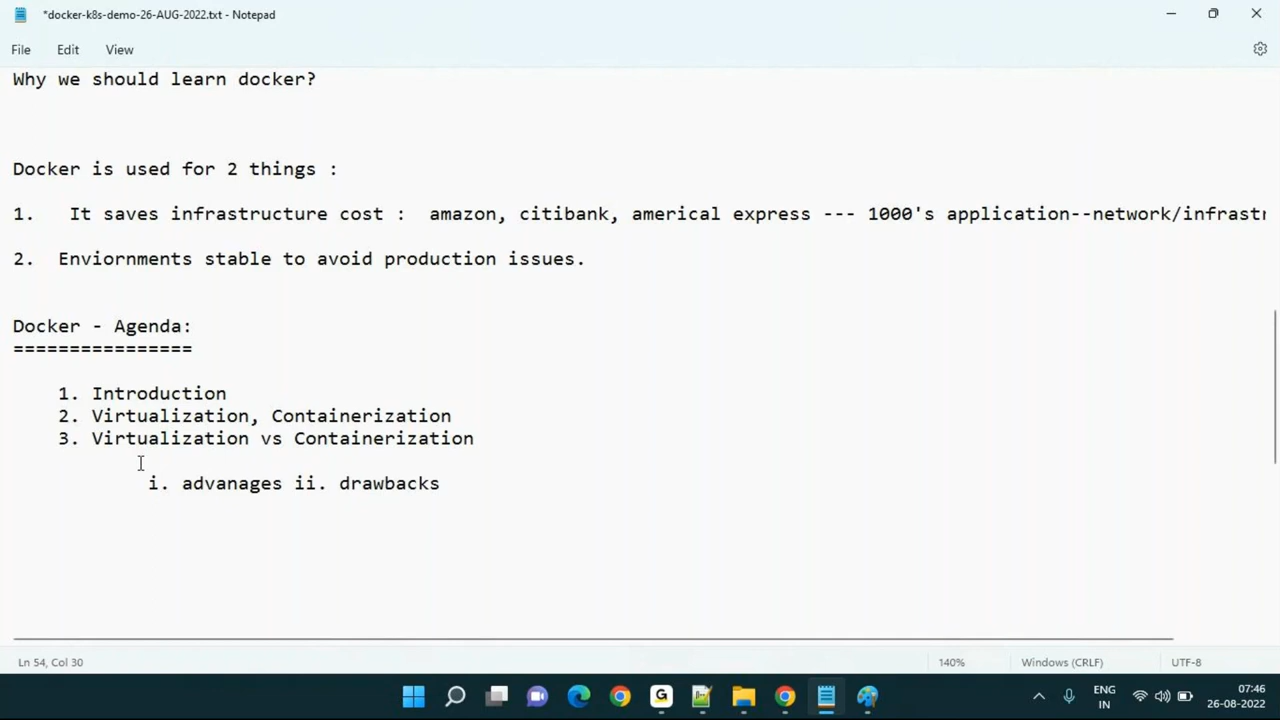 *docker-k8s-demo-26-AUG-2022.txt - Notepad
File Edit View
Why we should learn docker?
Docker is used for 2 things :
1. It saves infrastructure cost : amazon, citibank, americal express --- 1000's application--network/infrastr
2. Enviornments stable to avoid production issues.
Docker - Agenda:
================
1. Introduction
2. Virtualization, Containerization
3. Virtualization vs Containerization
i. advanages ii. drawbacks
Ln 54, Col 30 140% Windows (CRLF) UTF-8
G
ENG
IN
07:46
26-08-2022